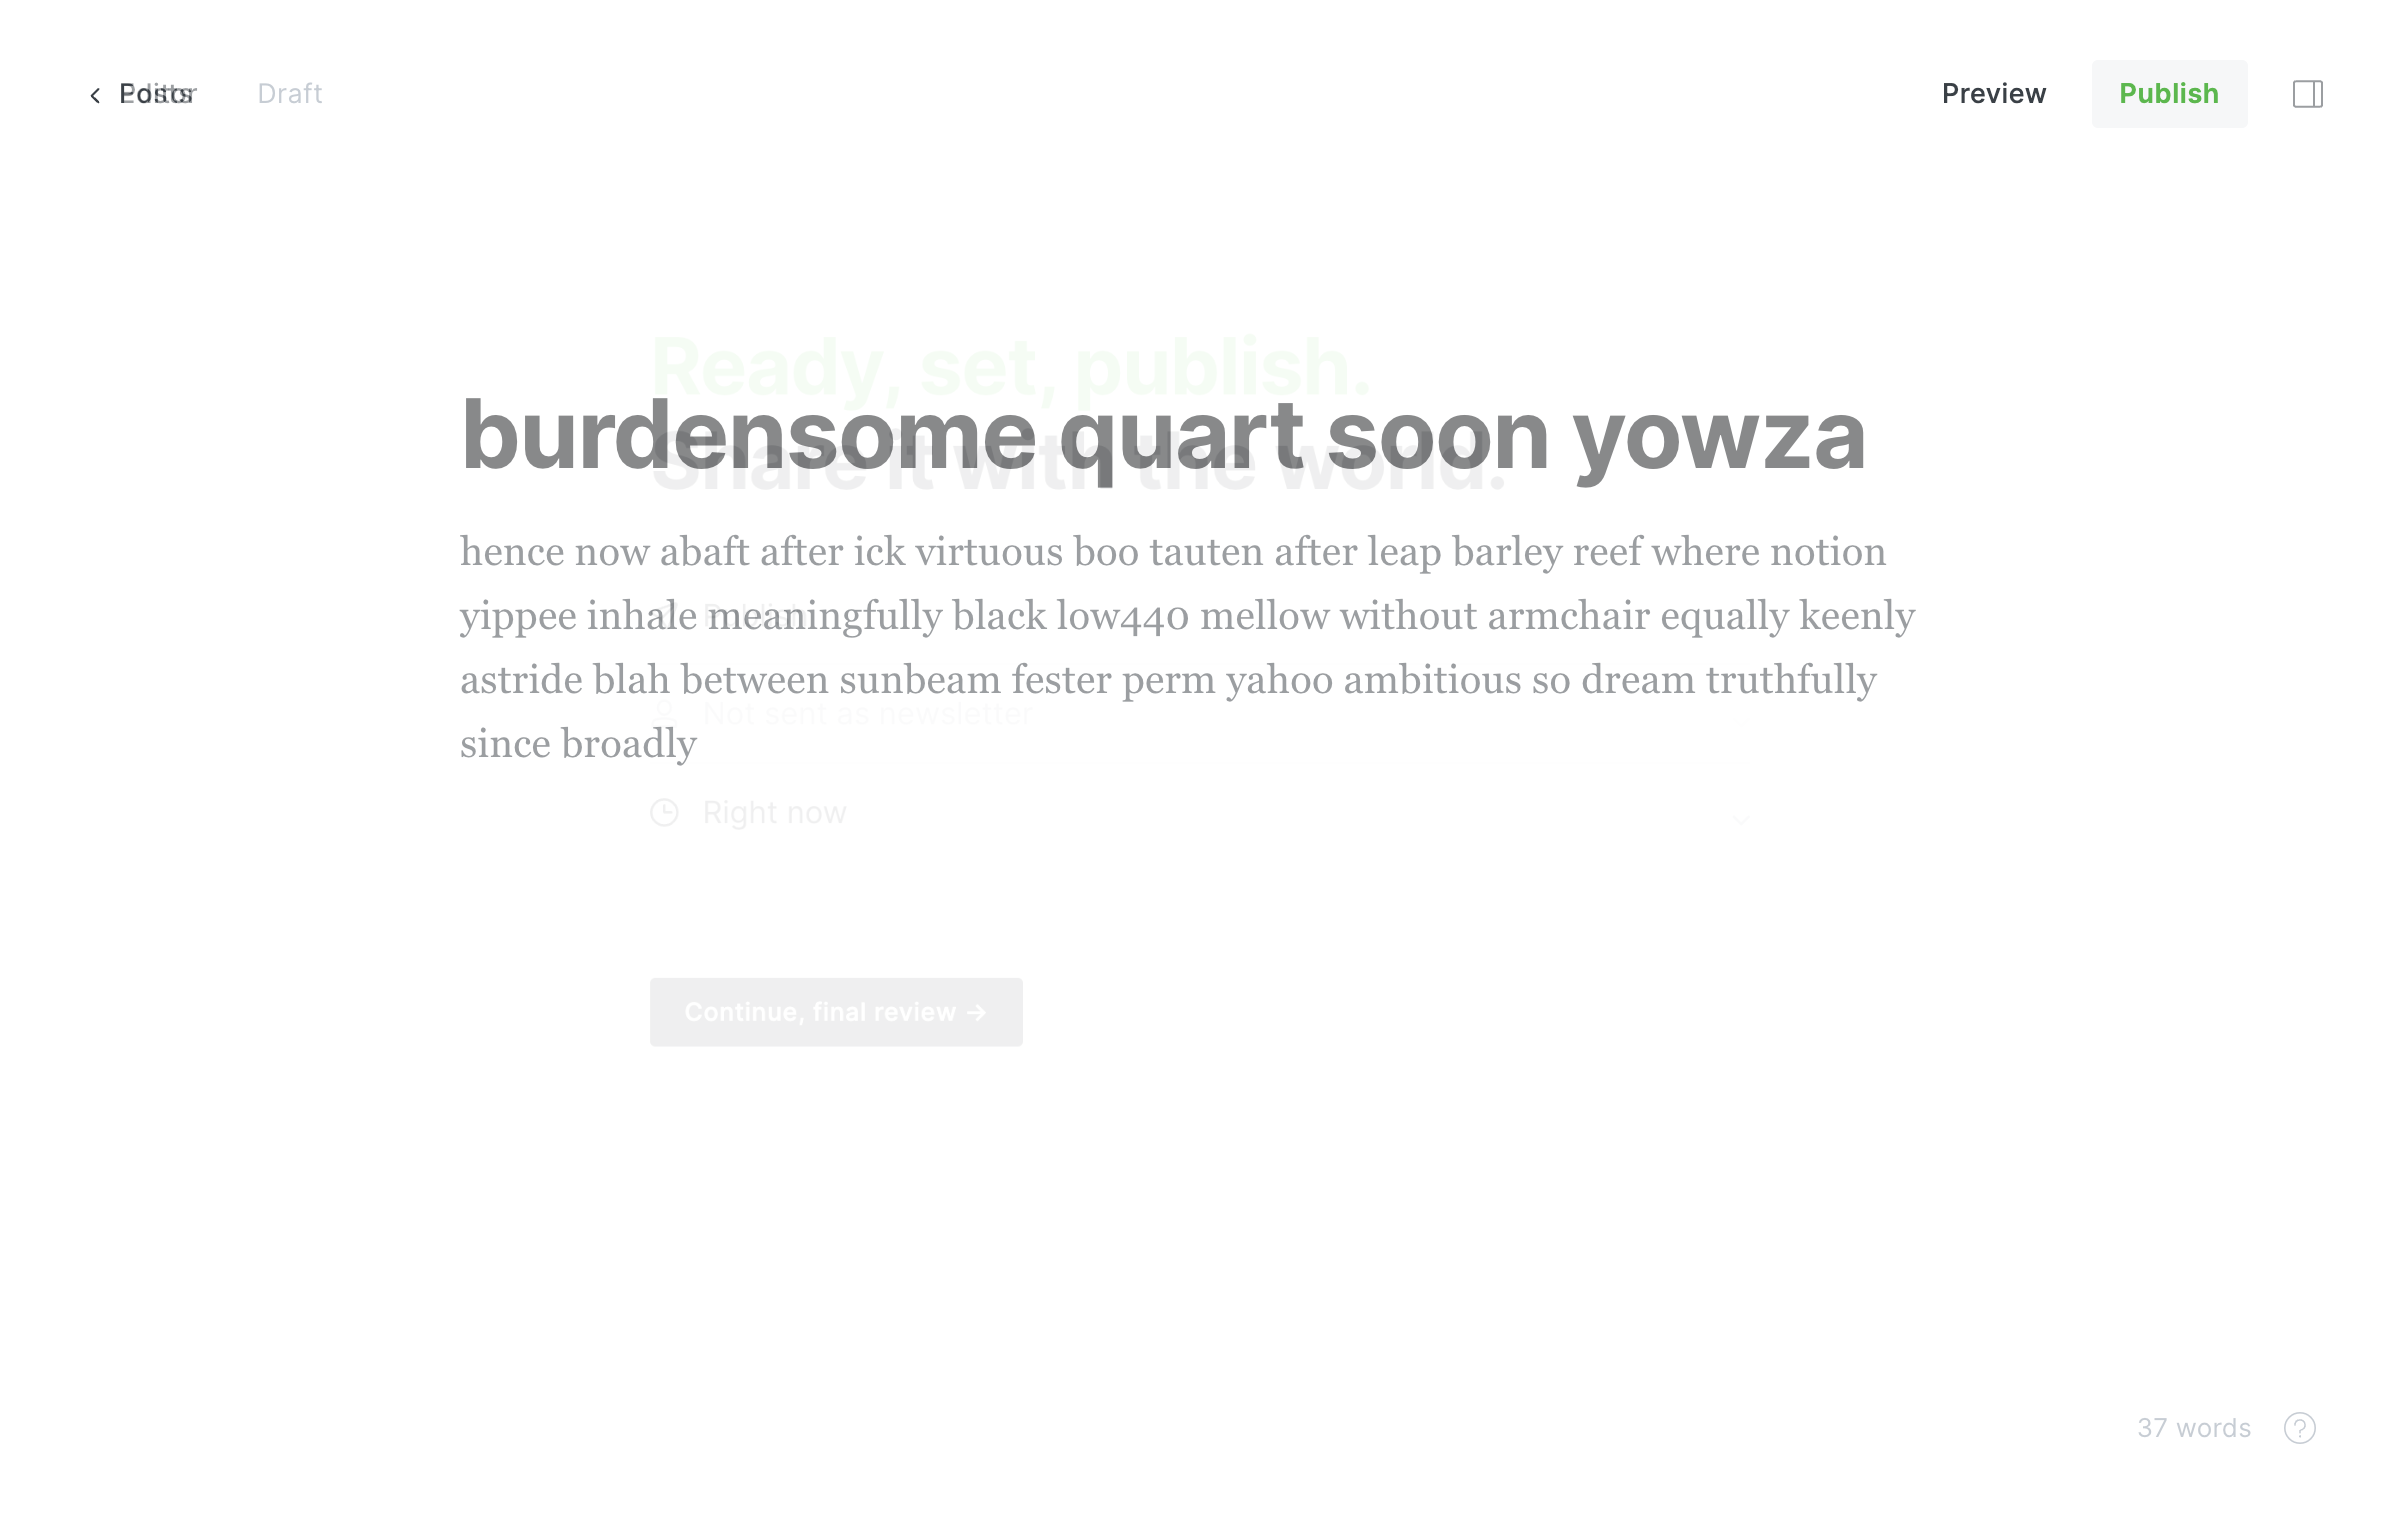 Posts Editor Draft Preview Publish
Ready, set, publish.
burdensome quart soon yowza
Share it with the world.
hence now abaft after ick virtuous boo tauten after leap barley reef where notion
yippee inhale meaningfully black low440 mellow without armchair equally keenly
Publish
astride blah between sunbeam fester perm yahoo ambitious so dream truthfully
Not sent as newsletter
since broadly
Right now
Continue, final review →
37 words